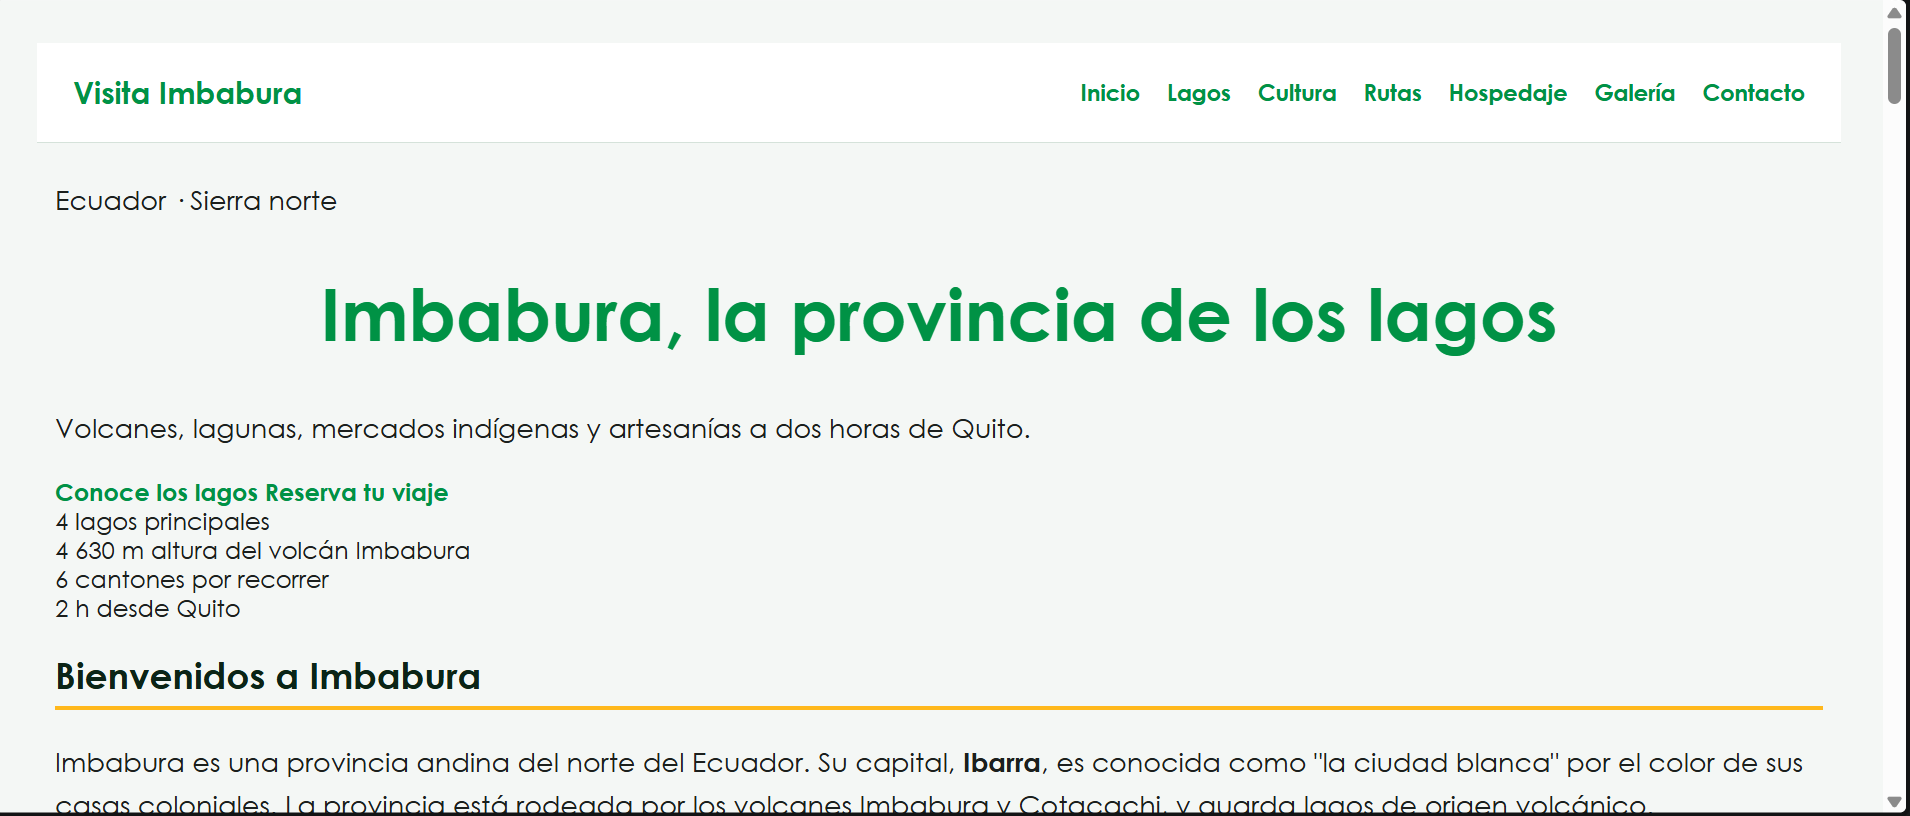 Visita Imbabura
Inicio Lagos Cultura Rutas Hospedaje Galería Contacto
Ecuador · Sierra norte
Imbabura, la provincia de los lagos
Volcanes, lagunas, mercados indígenas y artesanías a dos horas de Quito.
Conoce los lagos Reserva tu viaje
4 lagos principales
4 630 m altura del volcán Imbabura
6 cantones por recorrer
2 h desde Quito
Bienvenidos a Imbabura
Imbabura es una provincia andina del norte del Ecuador. Su capital, Ibarra, es conocida como "la ciudad blanca" por el color de sus
casas coloniales. La provincia está rodeada por los volcanes Imbabura y Cotacachi, y guarda lagos de origen volcánico.